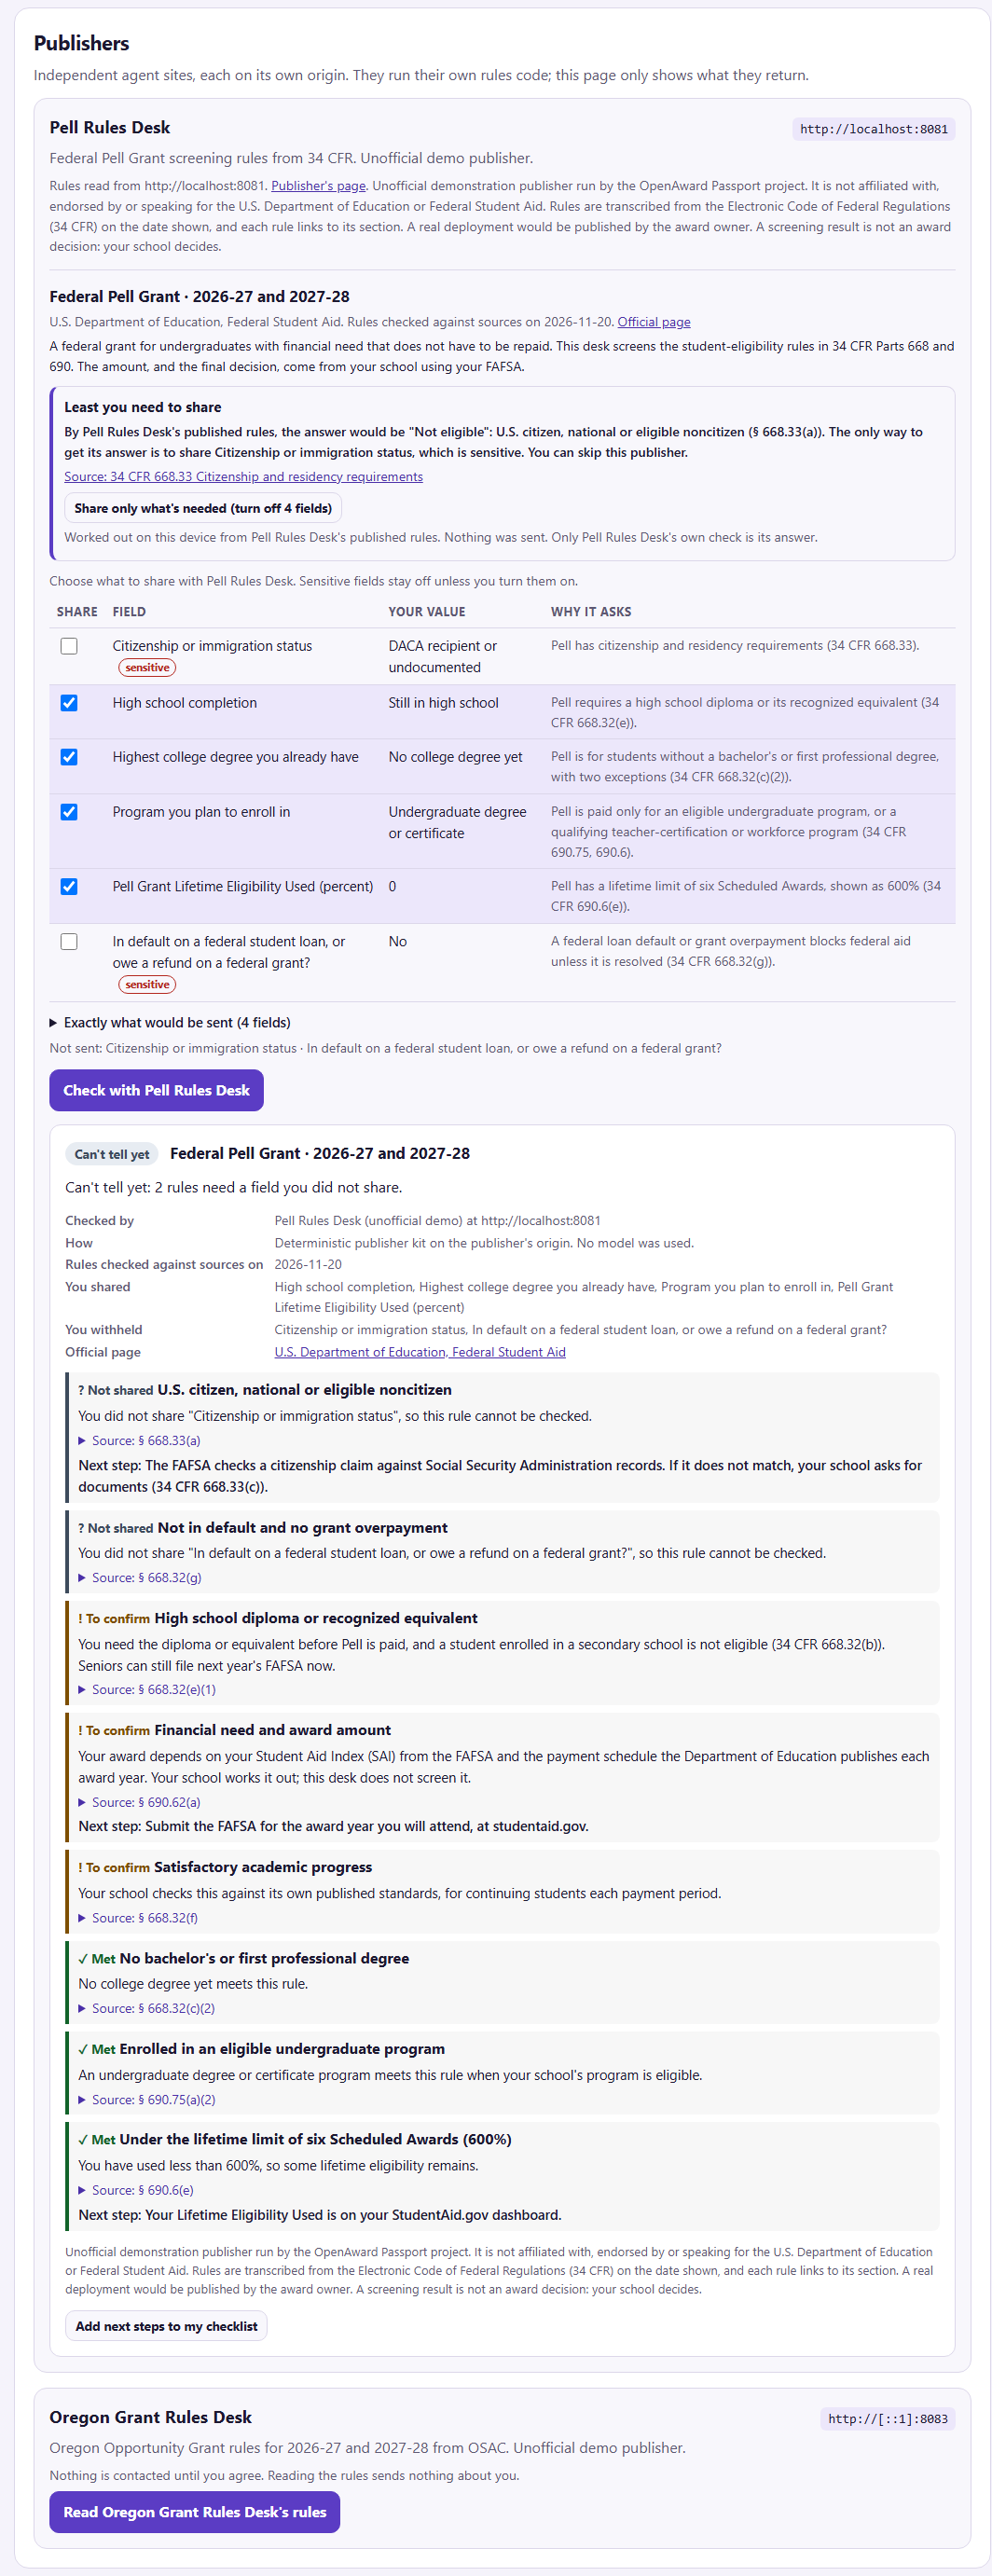 Publishers
Independent agent sites, each on its own origin. They run their own rules code; this page only shows what they return.
Pell Rules Desk
http://localhost:8081
Federal Pell Grant screening rules from 34 CFR. Unofficial demo publisher.
Rules read from http://localhost:8081. Publisher's page. Unofficial demonstration publisher run by the OpenAward Passport project. It is not affiliated with,
endorsed by or speaking for the U.S. Department of Education or Federal Student Aid. Rules are transcribed from the Electronic Code of Federal Regulations
(34 CFR) on the date shown, and each rule links to its section. A real deployment would be published by the award owner. A screening result is not an award
decision: your school decides.
Federal Pell Grant · 2026-27 and 2027-28
U.S. Department of Education, Federal Student Aid. Rules checked against sources on 2026-11-20. Official page
A federal grant for undergraduates with financial need that does not have to be repaid. This desk screens the student-eligibility rules in 34 CFR Parts 668 and
690. The amount, and the final decision, come from your school using your FAFSA.
Least you need to share
By Pell Rules Desk's published rules, the answer would be "Not eligible": U.S. citizen, national or eligible noncitizen (§ 668.33(a)). The only way to
get its answer is to share Citizenship or immigration status, which is sensitive. You can skip this publisher.
Source: 34 CFR 668.33 Citizenship and residency requirements
Share only what's needed (turn off 4 fields)
Worked out on this device from Pell Rules Desk's published rules. Nothing was sent. Only Pell Rules Desk's own check is its answer.
Choose what to share with Pell Rules Desk. Sensitive fields stay off unless you turn them on.
SHARE FIELD YOUR VALUE WHY IT ASKS
Citizenship or immigration status
sensitive
DACA recipient or
undocumented
Pell has citizenship and residency requirements (34 CFR 668.33).
High school completion
Still in high school
Pell requires a high school diploma or its recognized equivalent (34
CFR 668.32(e)).
Highest college degree you already have
No college degree yet
Pell is for students without a bachelor's or first professional degree,
with two exceptions (34 CFR 668.32(c)(2)).
Program you plan to enroll in
Undergraduate degree
or certificate
Pell is paid only for an eligible undergraduate program, or a
qualifying teacher-certification or workforce program (34 CFR
690.75, 690.6).
Pell Grant Lifetime Eligibility Used (percent)
0
Pell has a lifetime limit of six Scheduled Awards, shown as 600% (34
CFR 690.6(e)).
In default on a federal student loan, or
owe a refund on a federal grant?
sensitive
No
A federal loan default or grant overpayment blocks federal aid
unless it is resolved (34 CFR 668.32(g)).
▶ Exactly what would be sent (4 fields)
Not sent: Citizenship or immigration status · In default on a federal student loan, or owe a refund on a federal grant?
Check with Pell Rules Desk
Can't tell yet
Federal Pell Grant · 2026-27 and 2027-28
Can't tell yet: 2 rules need a field you did not share.
Checked by Pell Rules Desk (unofficial demo) at http://localhost:8081
How Deterministic publisher kit on the publisher's origin. No model was used.
Rules checked against sources on 2026-11-20
You shared High school completion, Highest college degree you already have, Program you plan to enroll in, Pell Grant
Lifetime Eligibility Used (percent)
You withheld Citizenship or immigration status, In default on a federal student loan, or owe a refund on a federal grant?
Official page U.S. Department of Education, Federal Student Aid
? Not shared U.S. citizen, national or eligible noncitizen
You did not share "Citizenship or immigration status", so this rule cannot be checked.
▶ Source: § 668.33(a)
Next step: The FAFSA checks a citizenship claim against Social Security Administration records. If it does not match, your school asks for
documents (34 CFR 668.33(c)).
? Not shared Not in default and no grant overpayment
You did not share "In default on a federal student loan, or owe a refund on a federal grant?", so this rule cannot be checked.
▶ Source: § 668.32(g)
! To confirm High school diploma or recognized equivalent
You need the diploma or equivalent before Pell is paid, and a student enrolled in a secondary school is not eligible (34 CFR 668.32(b)).
Seniors can still file next year's FAFSA now.
▶ Source: § 668.32(e)(1)
! To confirm Financial need and award amount
Your award depends on your Student Aid Index (SAI) from the FAFSA and the payment schedule the Department of Education publishes each
award year. Your school works it out; this desk does not screen it.
▶ Source: § 690.62(a)
Next step: Submit the FAFSA for the award year you will attend, at studentaid.gov.
! To confirm Satisfactory academic progress
Your school checks this against its own published standards, for continuing students each payment period.
▶ Source: § 668.32(f)
✓ Met No bachelor's or first professional degree
No college degree yet meets this rule.
▶ Source: § 668.32(c)(2)
✓ Met Enrolled in an eligible undergraduate program
An undergraduate degree or certificate program meets this rule when your school's program is eligible.
▶ Source: § 690.75(a)(2)
✓ Met Under the lifetime limit of six Scheduled Awards (600%)
You have used less than 600%, so some lifetime eligibility remains.
▶ Source: § 690.6(e)
Next step: Your Lifetime Eligibility Used is on your StudentAid.gov dashboard.
Unofficial demonstration publisher run by the OpenAward Passport project. It is not affiliated with, endorsed by or speaking for the U.S. Department of Education
or Federal Student Aid. Rules are transcribed from the Electronic Code of Federal Regulations (34 CFR) on the date shown, and each rule links to its section. A real
deployment would be published by the award owner. A screening result is not an award decision: your school decides.
Add next steps to my checklist
Oregon Grant Rules Desk
http://[::1]:8083
Oregon Opportunity Grant rules for 2026-27 and 2027-28 from OSAC. Unofficial demo publisher.
Nothing is contacted until you agree. Reading the rules sends nothing about you.
Read Oregon Grant Rules Desk's rules